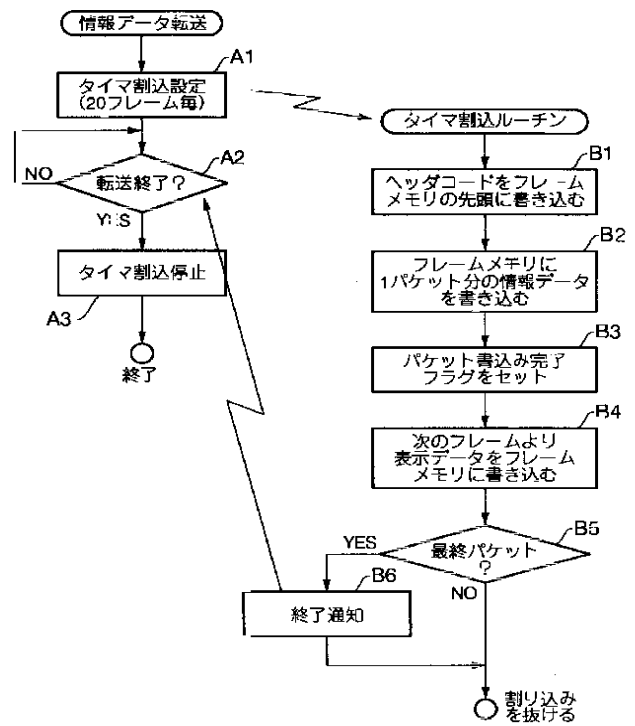 情報データ転送
A1
タイマ割込設定
(20フレーム毎)
A2
NO
転送終了?
YES
タイマ割込停止
A3
終了
タイマ割込ルーチン
B1
ヘッダコードをフレーム
メモリの先頭に書き込む
B2
フレームメモリに
1パケット分の情報データ
を書き込む
B3
パケット書込み完了
フラグをセット
B4
次のフレームより
表示データをフレーム
メモリに書き込む
B5
YES
最終パケット
?
B6
NO
終了通知
割り込み
を抜ける